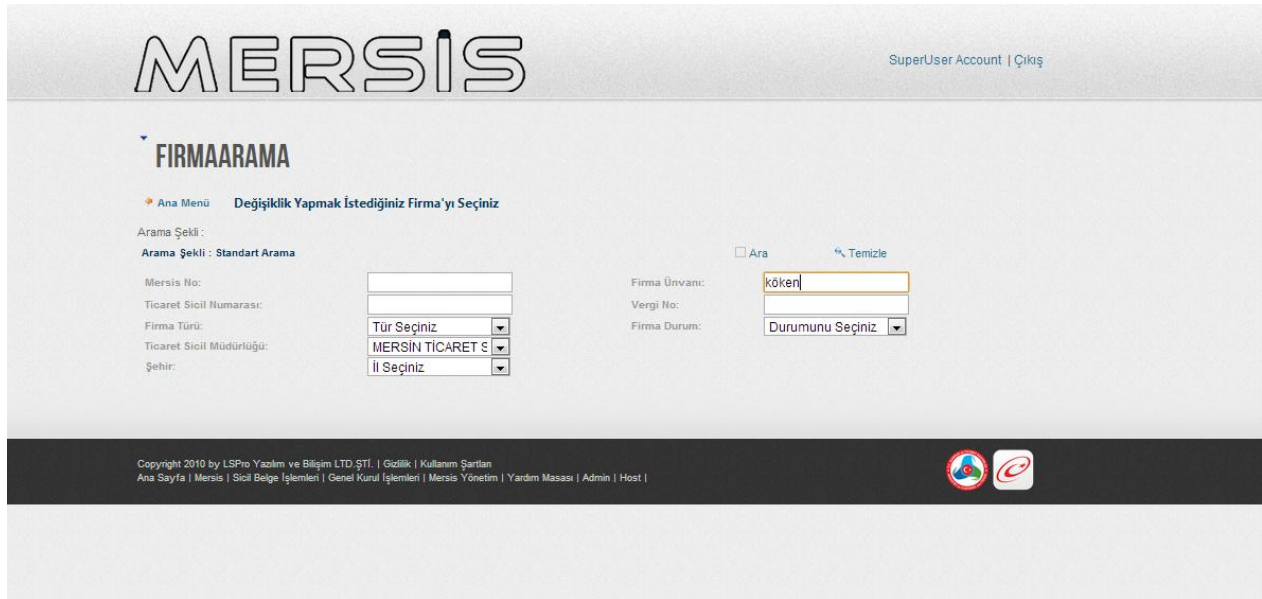 MERSİS
SuperUser Account | Çıkış
FIRMAARAMA
Ana Menü Değişiklik Yapmak İstediğiniz Firma'yı Seçiniz
Arama Şekli :
Arama Şekli : Standart Arama Ara Temizle
Mersis No: Firma Ünvanı: köken
Ticaret Sicil Numarası: Vergi No:
Firma Türü: Tür Seçiniz Firma Durum: Durumunu Seçiniz
Ticaret Sicil Müdürlüğü: MERSİN TİCARET S
Şehir: İl Seçiniz
Copyright 2010 by LSPro Yazılım ve Bilişim LTD.ŞTİ. | Gizlilik | Kullanım Şartları
Ana Sayfa | Mersis | Sicil Belge İşlemleri | Genel Kurul İşlemleri | Mersis Yönetim | Yardım Masası | Admin | Host |